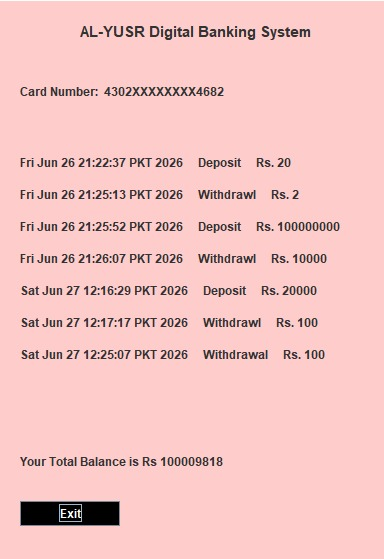 AL-YUSR Digital Banking System
Card Number: 4302XXXXXXXX4682
Fri Jun 26 21:22:37 PKT 2026 Deposit Rs. 20
Fri Jun 26 21:25:13 PKT 2026 Withdrawl Rs. 2
Fri Jun 26 21:25:52 PKT 2026 Deposit Rs. 100000000
Fri Jun 26 21:26:07 PKT 2026 Withdrawl Rs. 10000
Sat Jun 27 12:16:29 PKT 2026 Deposit Rs. 20000
Sat Jun 27 12:17:17 PKT 2026 Withdrawl Rs. 100
Sat Jun 27 12:25:07 PKT 2026 Withdrawal Rs. 100
Your Total Balance is Rs 100009818
Exit